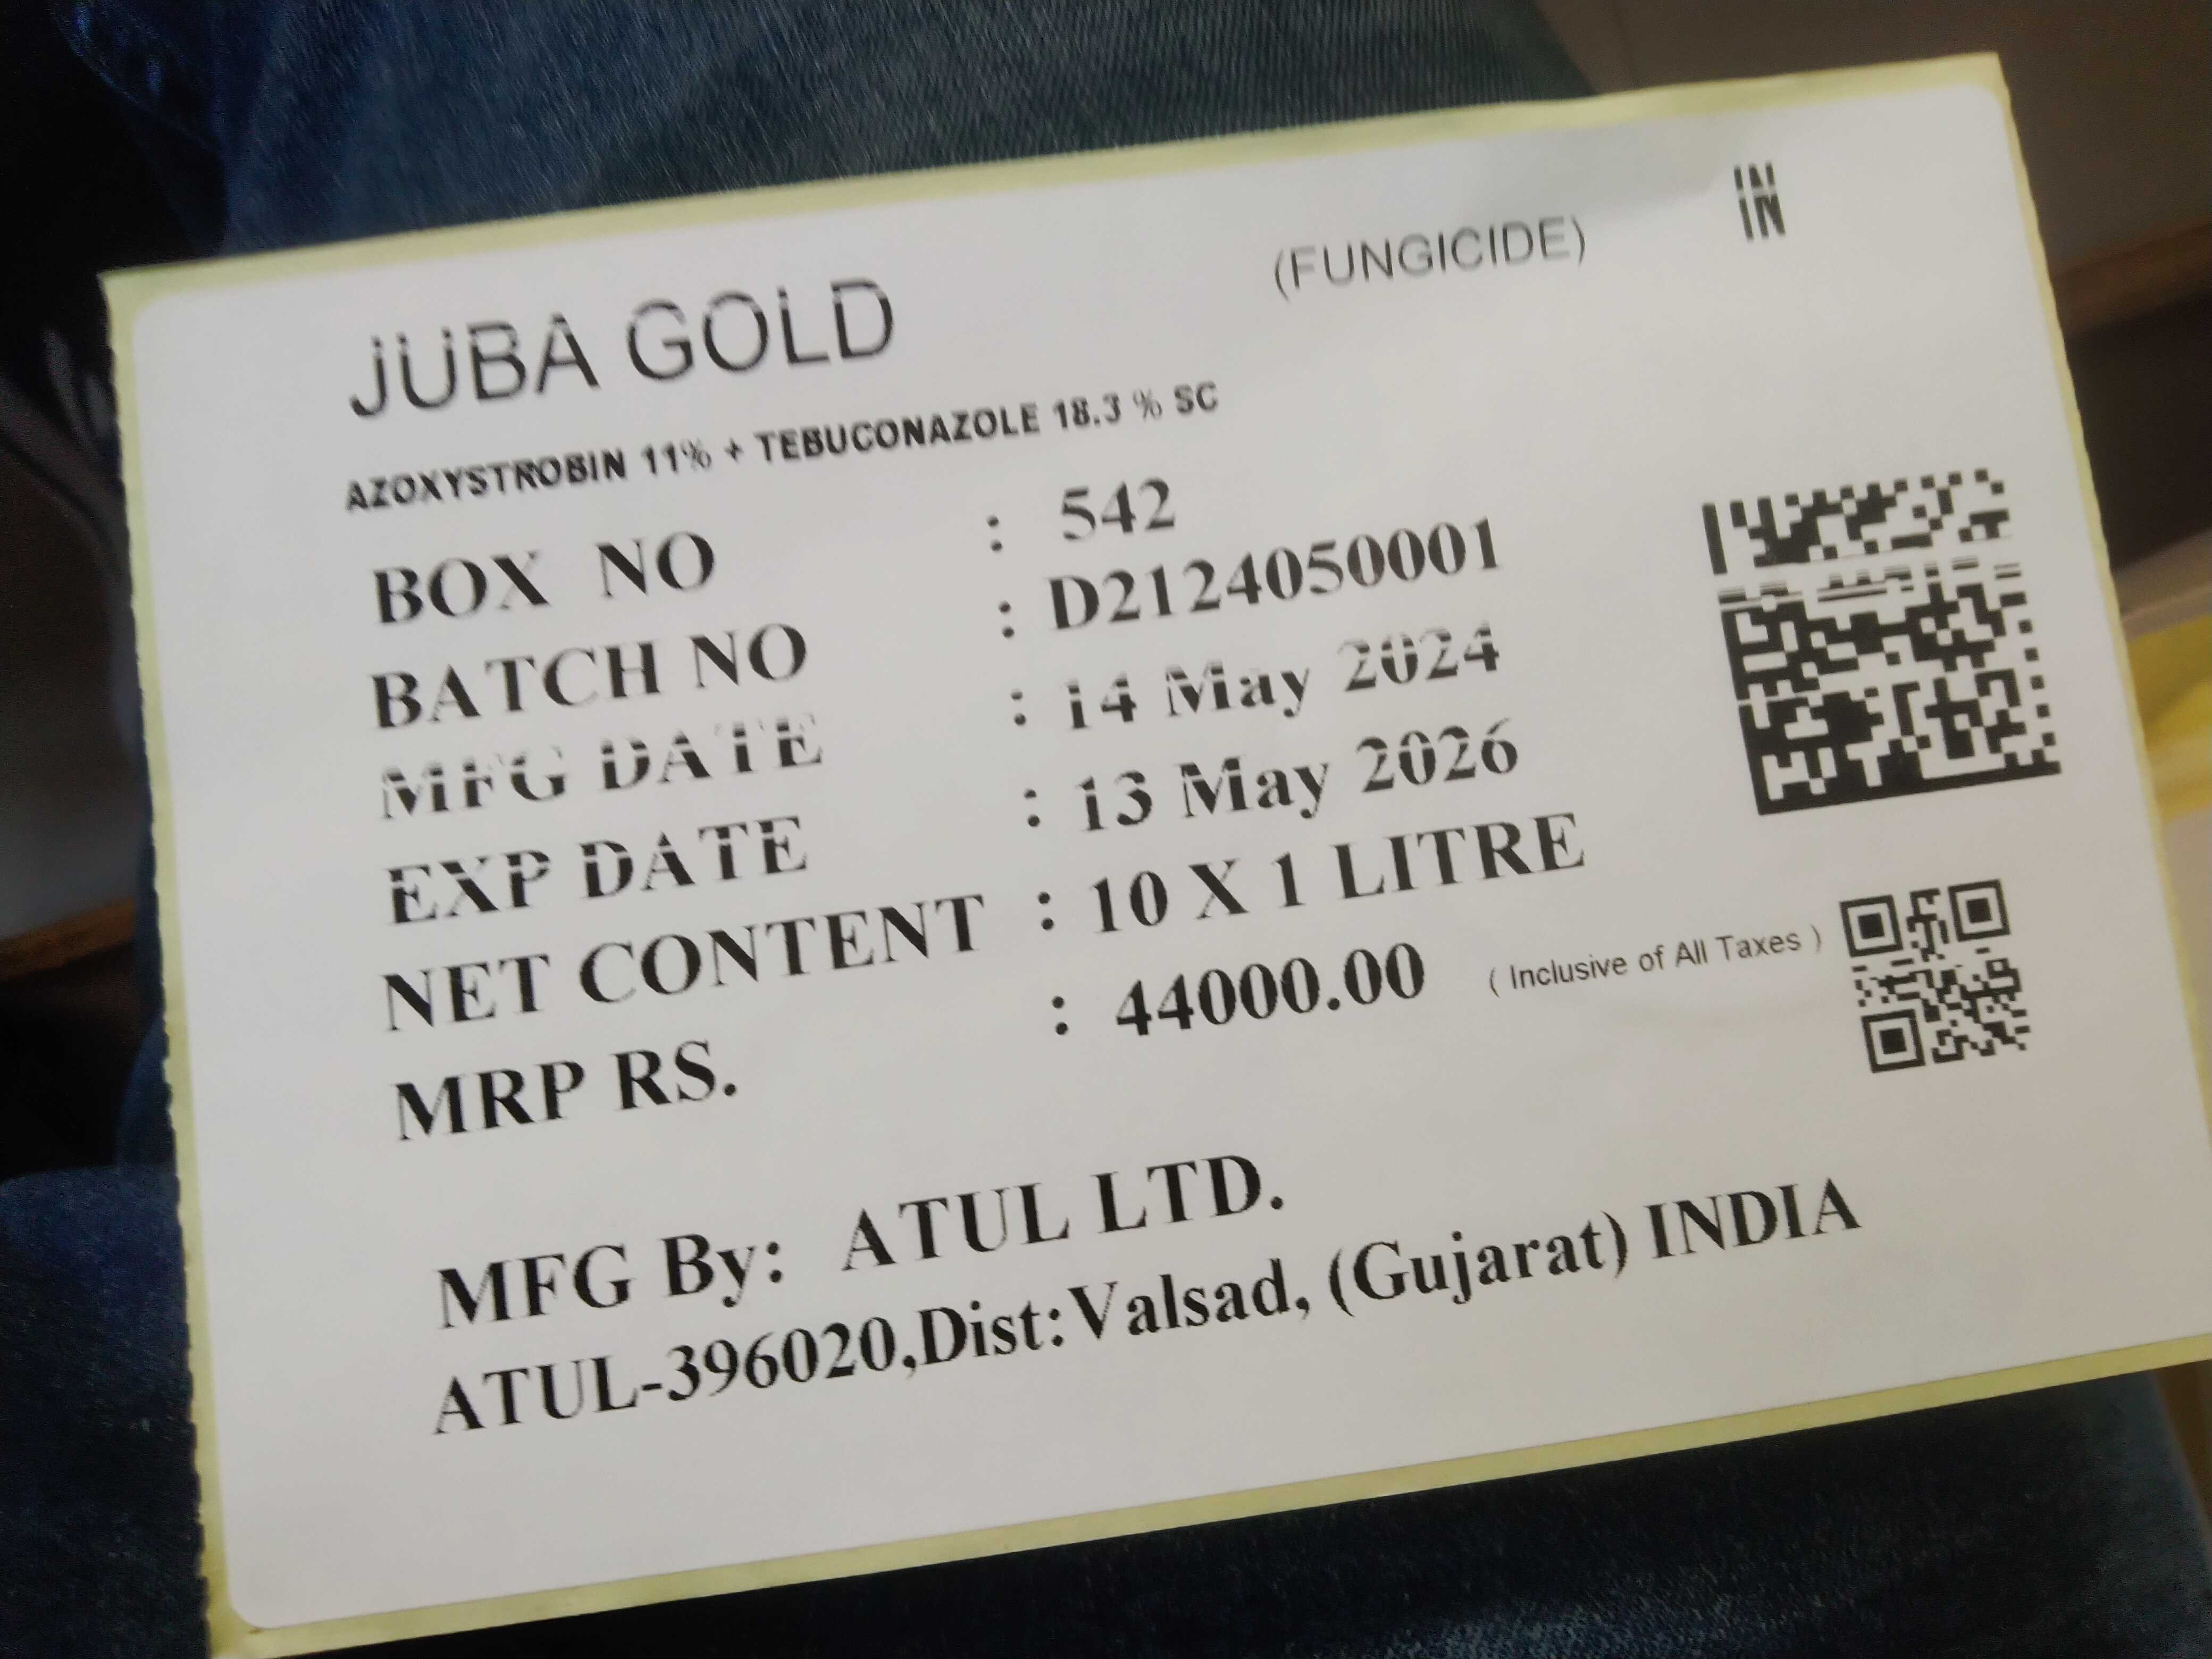 JUBA GOLD (FUNGICIDE) IN
AZOXYSTROBIN 11% + TEBUCONAZOLE 18.3 % SC
BOX NO : 542
BATCH NO : D2124050001
MFG DATE : 14 May 2024
EXP DATE : 13 May 2026
NET CONTENT : 10 X 1 LITRE
MRP RS. : 44000.00 ( Inclusive of All Taxes )
MFG By: ATUL LTD.
ATUL-396020,Dist:Valsad, (Gujarat) INDIA